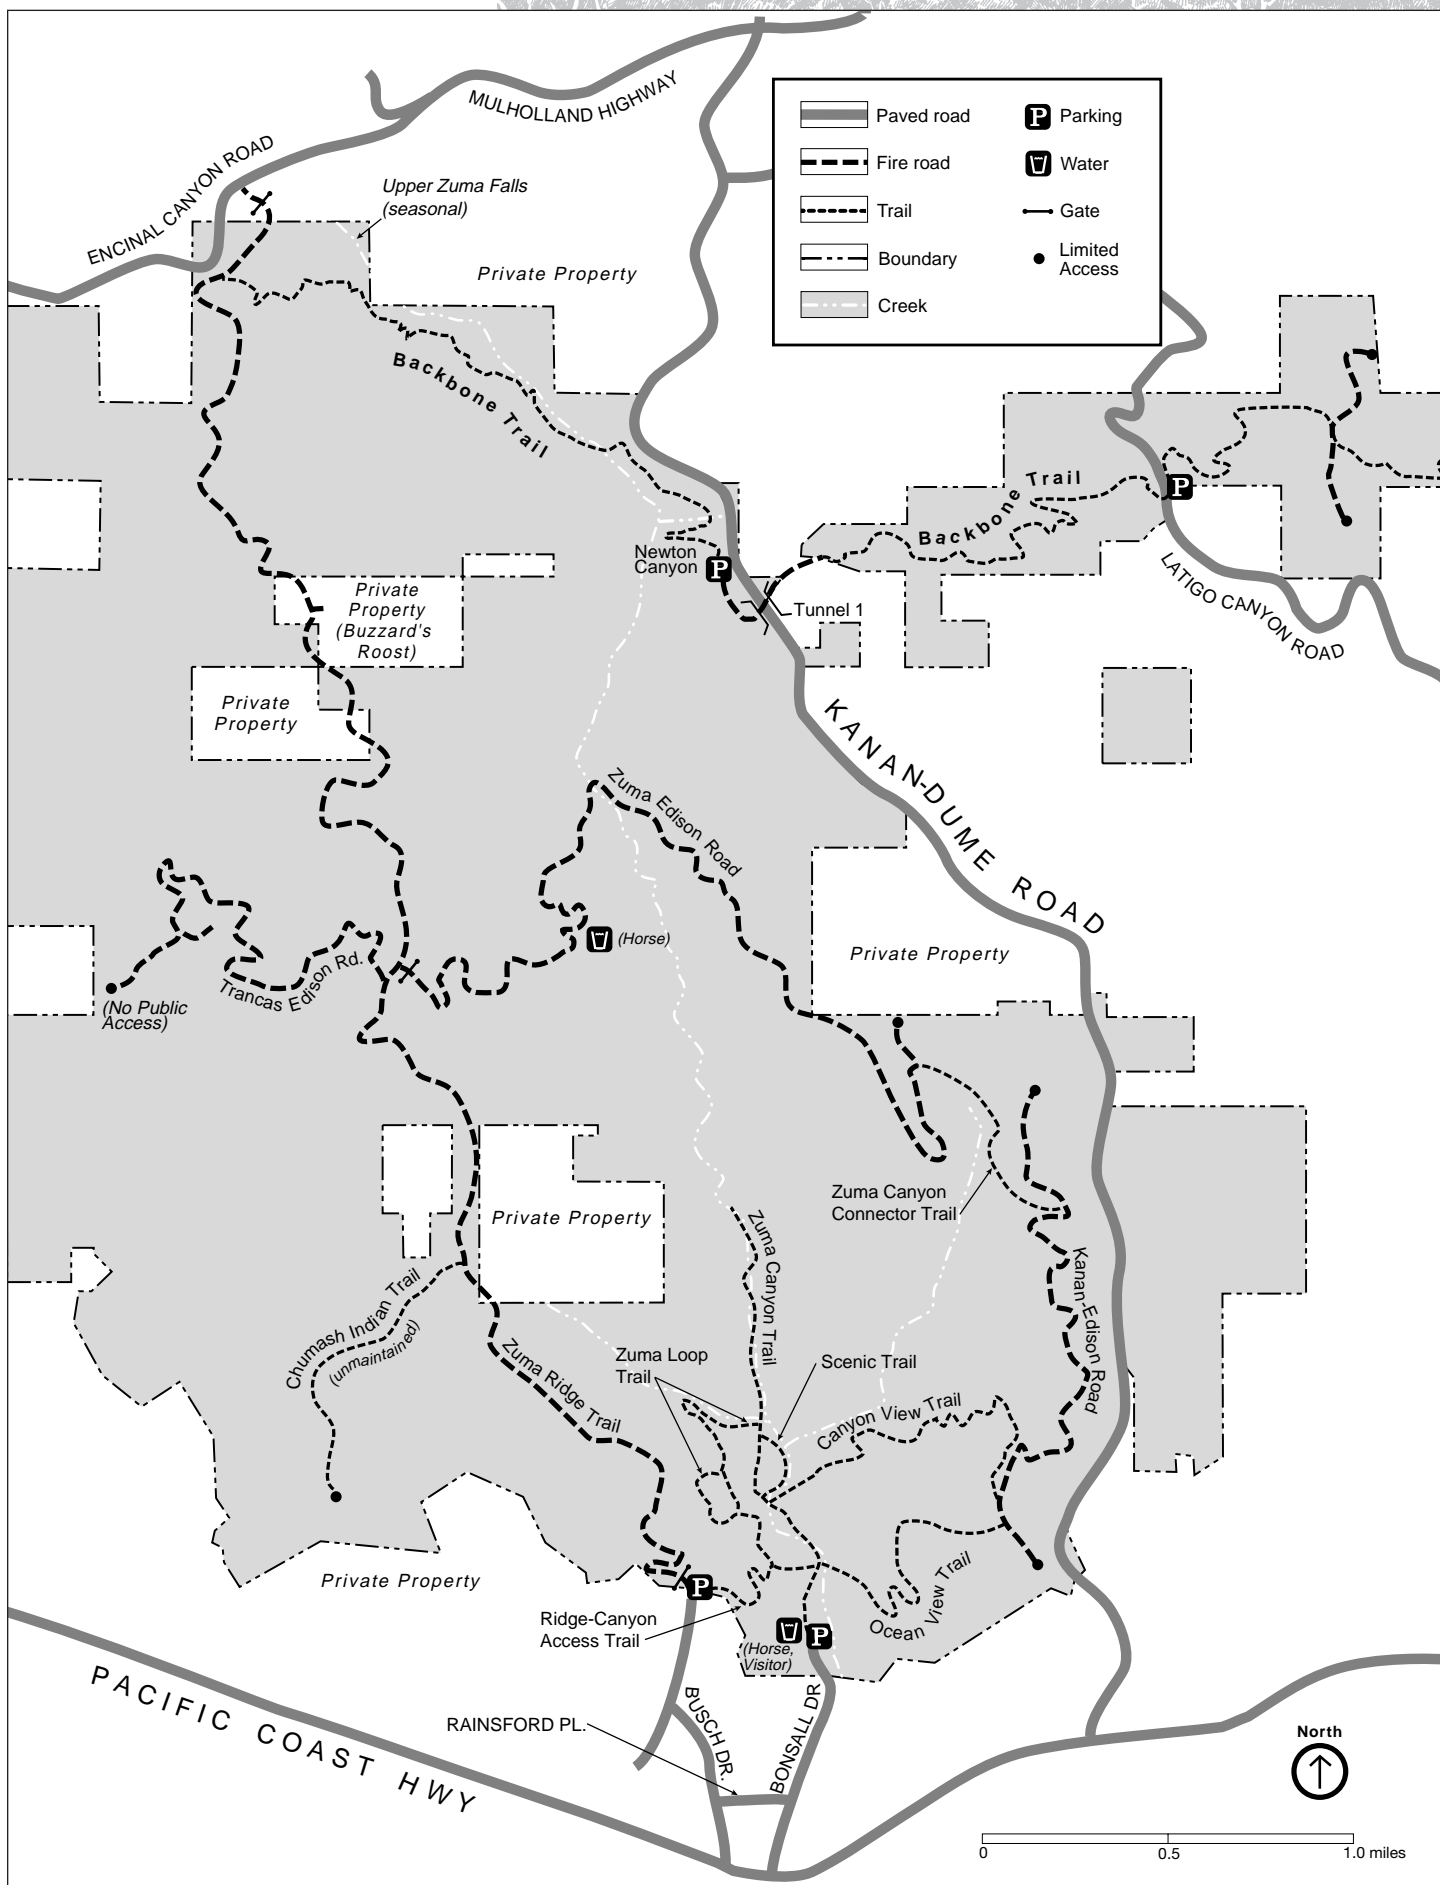 MULHOLLAND HIGHWAY
ENCINAL CANYON ROAD
Upper Zuma Falls
(seasonal)
Private Property
Paved road
Fire road
Trail
Boundary
Creek
P Parking
Water
Gate
Limited
Access
Backbone Trail
Backbone Trail
P
LATIGO CANYON ROAD
Newton
Canyon
P
Tunnel 1
Private
Property
(Buzzard's
Roost)
Private
Property
KANAN-DUME ROAD
Zuma Edison Road
(Horse)
Private Property
Trancas Edison Rd.
(No Public
Access)
Zuma Canyon
Connector Trail
Private Property
Zuma Canyon Trail
Kanan-Edison Road
Chumash Indian Trail
(unmaintained)
Zuma Ridge Trail
Zuma Loop
Trail
Scenic Trail
Canyon View Trail
Private Property
P
Ocean View Trail
Ridge-Canyon
Access Trail
P
(Horse,
Visitor)
PACIFIC COAST HWY
RAINSFORD PL.
BUSCH DR.
BONSALL DR
North
0 0.5 1.0 miles